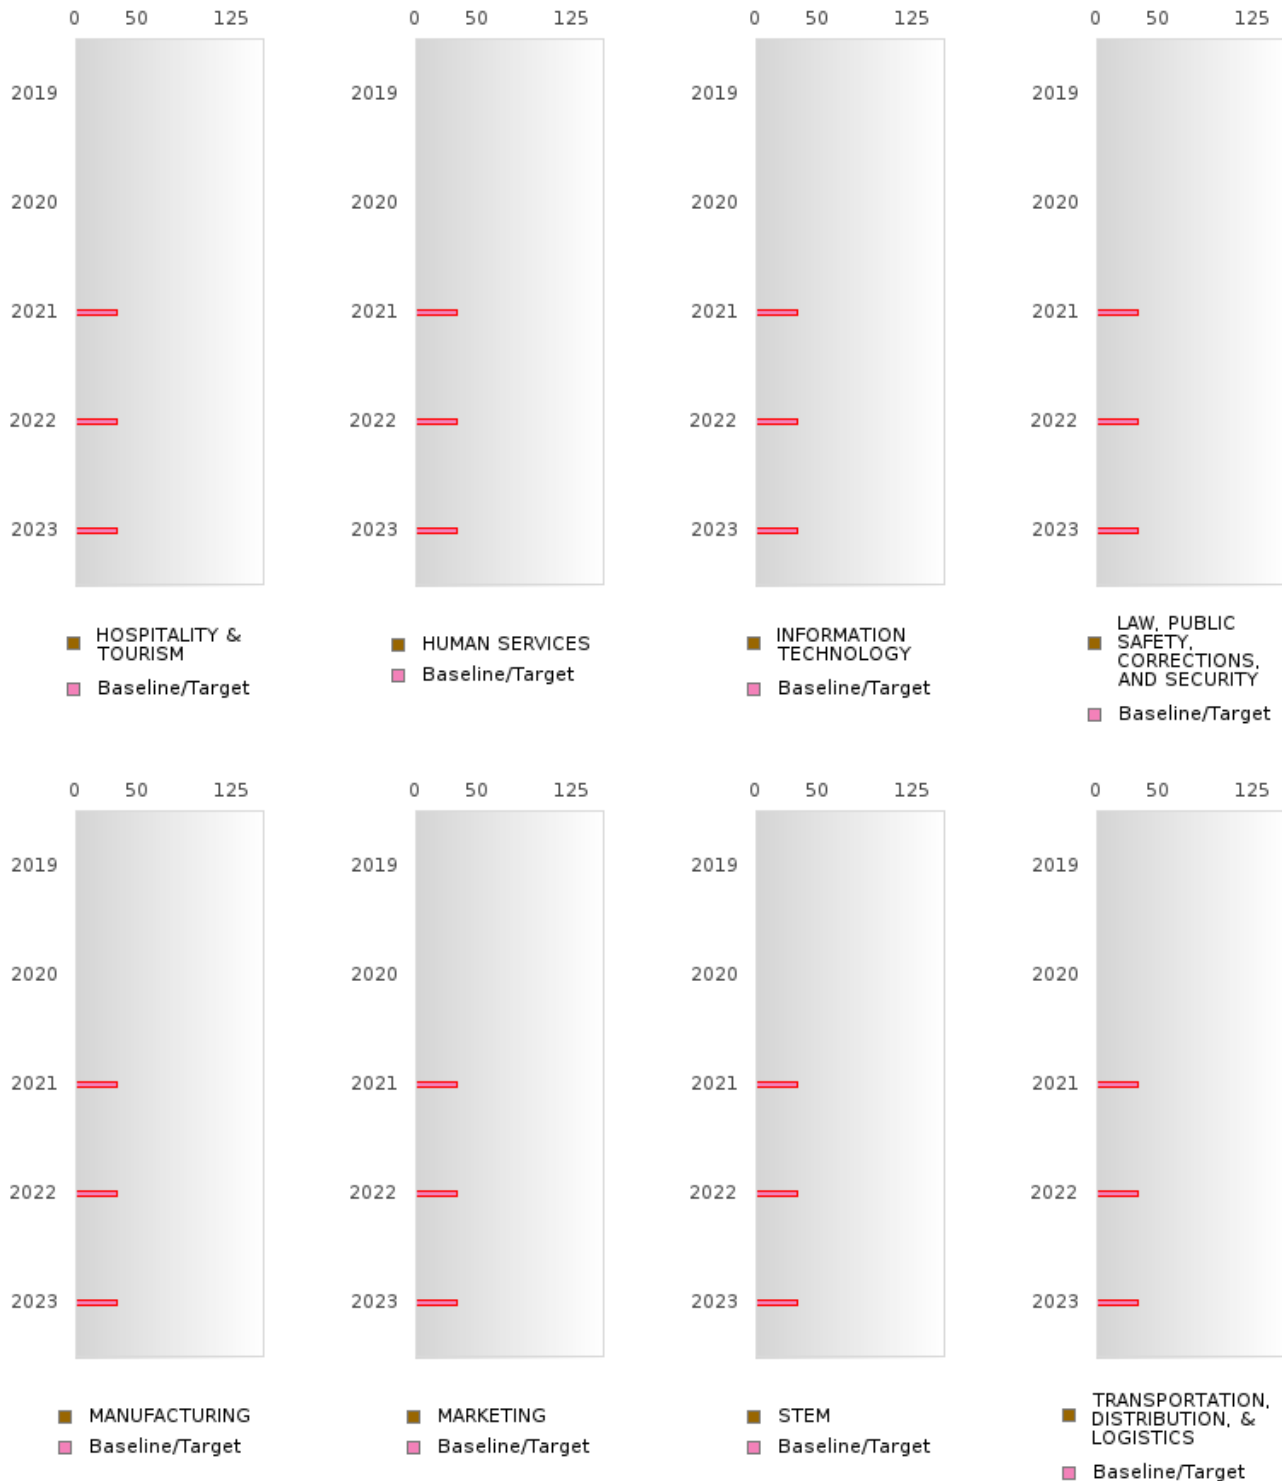 0 50 125 0 50 125 0 50 125 0 50 125
2019 2019 2019 2019
2020 2020 2020 2020
2021 2021 2021 2021
2022 2022 2022 2022
2023 2023 2023 2023
HOSPITALITY &
TOURISM
Baseline/Target
HUMAN SERVICES
Baseline/Target
INFORMATION
TECHNOLOGY
Baseline/Target
LAW, PUBLIC
SAFETY,
CORRECTIONS,
AND SECURITY
Baseline/Target
0 50 125 0 50 125 0 50 125 0 50 125
2019 2019 2019 2019
2020 2020 2020 2020
2021 2021 2021 2021
2022 2022 2022 2022
2023 2023 2023 2023
MANUFACTURING
Baseline/Target
MARKETING
Baseline/Target
STEM
Baseline/Target
TRANSPORTATION,
DISTRIBUTION, &
LOGISTICS
Baseline/Target